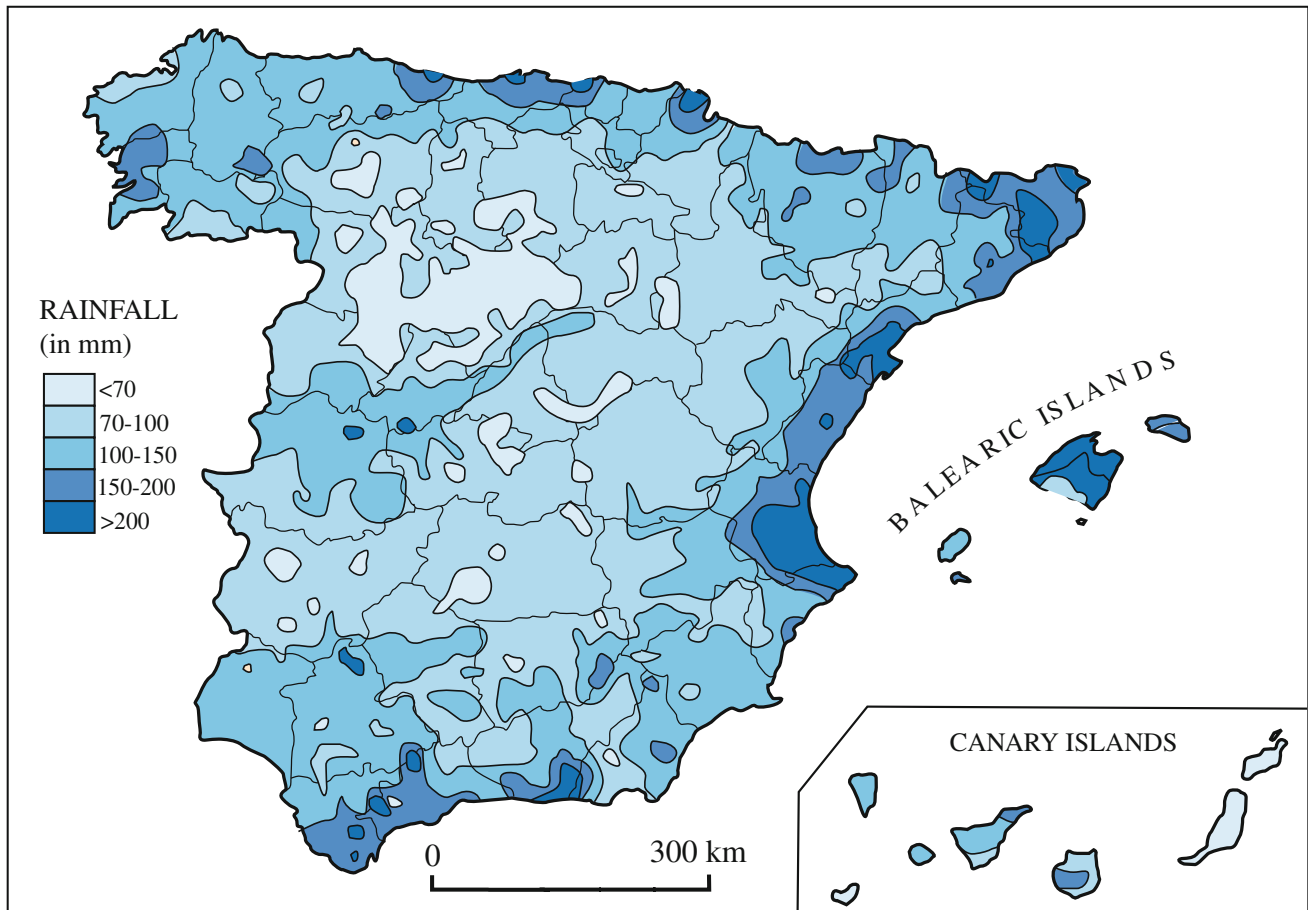 RAINFALL
(in mm)
<70
70-100
100-150
150-200
>200
BALEARIC ISLANDS
CANARY ISLANDS
0 300 km